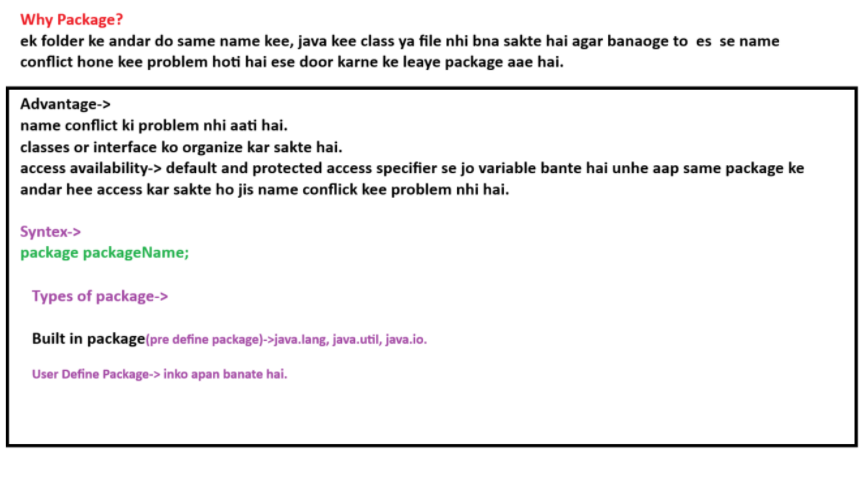 Why Package?
ek folder ke andar do same name kee, java kee class ya file nhi bna sakte hai agar banaoge to es se name
conflict hone kee problem hoti hai ese door karne ke leaye package aae hai.
Advantage->
name conflict ki problem nhi aati hai.
classes or interface ko organize kar sakte hai.
access availability-> default and protected access specifier se jo variable bante hai unhe aap same package ke
andar hee access kar sakte ho jis name conflick kee problem nhi hai.
Syntex->
package packageName;
Types of package->
Built in package(pre define package)->java.lang, java.util, java.io.
User Define Package-> inko apan banate hai.